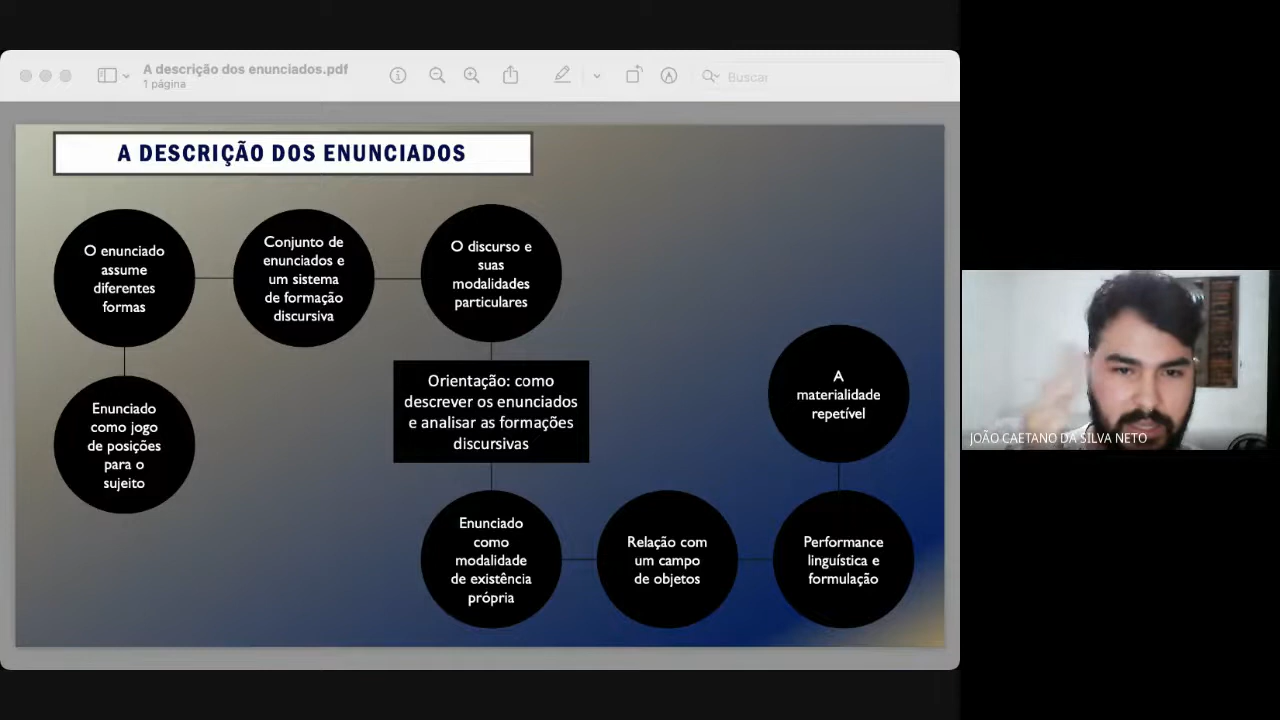 A descrição dos enunciados.pdf
1 página
Buscar
A DESCRIÇÃO DOS ENUNCIADOS
O enunciado
assume
diferentes
formas
Conjunto de
enunciados e
um sistema
de formação
discursiva
O discurso e
suas
modalidades
particulares
Enunciado
como jogo
de posições
para o
sujeito
Orientação: como
descrever os enunciados
e analisar as formações
discursivas
A
materialidade
repetível
Enunciado
como
modalidade
de existência
própria
Relação com
um campo
de objetos
Performance
linguística e
formulação
JOÃO CAETANO DA SILVA NETO